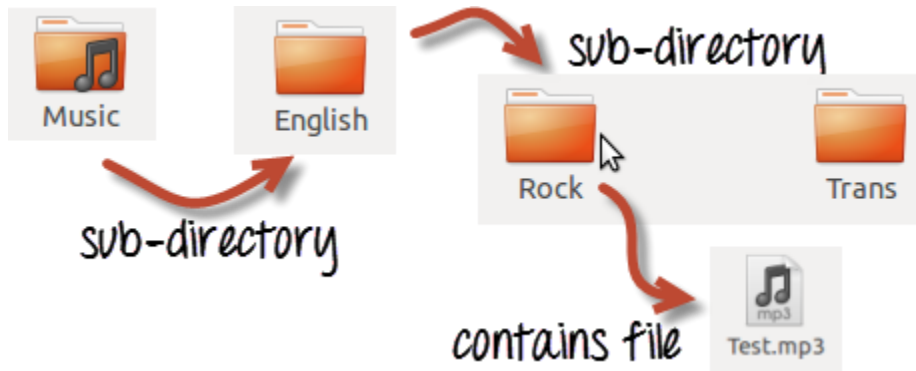 Music
English
sub-directory
sub-directory
Rock
Trans
contains file
mp3
Test.mp3